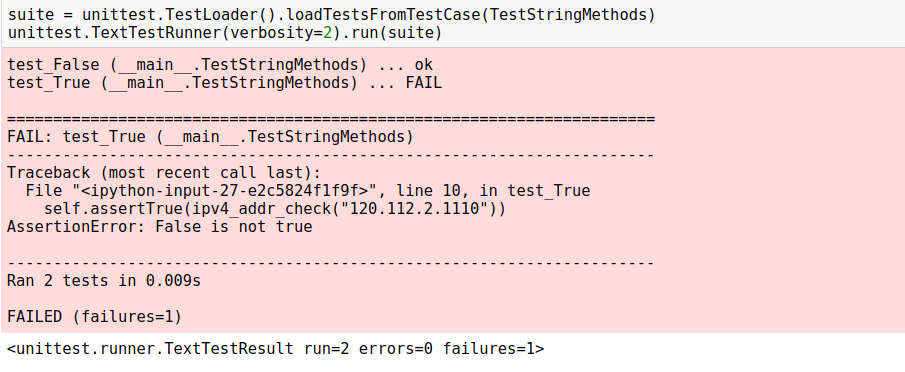 suite = unittest.TestLoader().loadTestsFromTestCase(TestStringMethods)
unittest.TextTestRunner(verbosity=2).run(suite)
test_False (__main__.TestStringMethods) ... ok
test_True (__main__.TestStringMethods) ... FAIL
======================================================================
FAIL: test_True (__main__.TestStringMethods)
----------------------------------------------------------------------
Traceback (most recent call last):
  File "<ipython-input-27-e2c5824f1f9f>", line 10, in test_True
    self.assertTrue(ipv4_addr_check("120.112.2.1110"))
AssertionError: False is not true
----------------------------------------------------------------------
Ran 2 tests in 0.009s
FAILED (failures=1)
<unittest.runner.TextTestResult run=2 errors=0 failures=1>